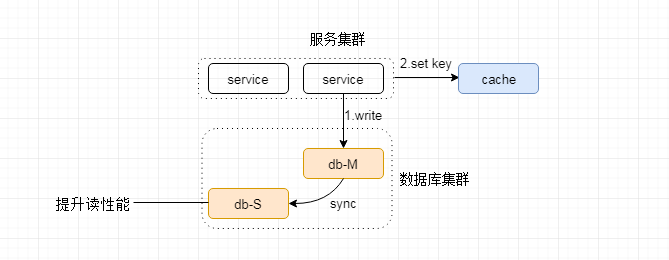 服务集群
service
service
2.set key
cache
1.write
db-M
数据库集群
提升读性能
db-S
sync